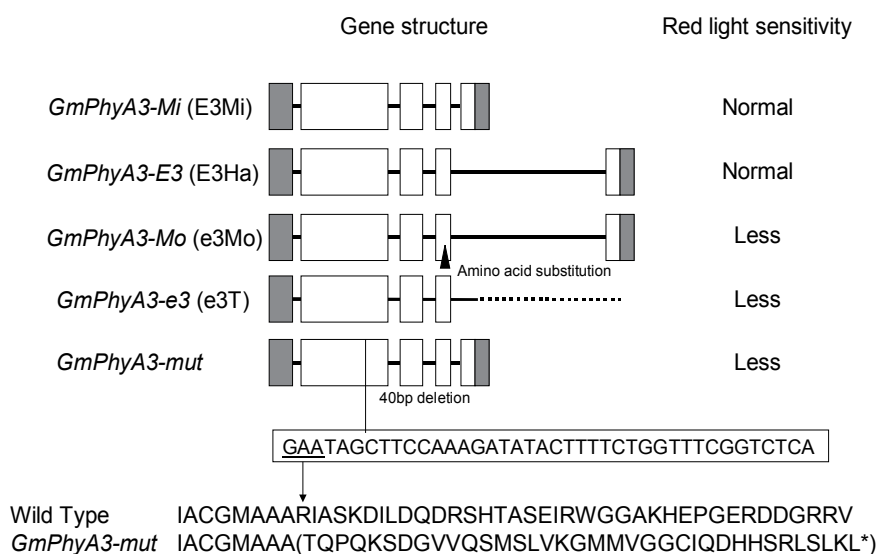 Gene structure Red light sensitivity
GmPhyA3-Mi (E3Mi) Normal
GmPhyA3-E3 (E3Ha) Normal
GmPhyA3-Mo (e3Mo) Less
Amino acid substitution
GmPhyA3-e3 (e3T) Less
GmPhyA3-mut Less
40bp deletion
GAATAGCTTCCAAAGATATACTTTTCTGGTTTCGGTCTCA
Wild Type IACGMAAARIASKDILDQDRSHTASEIRWGGAKHEPGERDDGRRV
GmPhyA3-mut IACGMAAA(TQPQKSDGVVQSMSLVKGMMVGGCIQDHHSRLSLKL*)